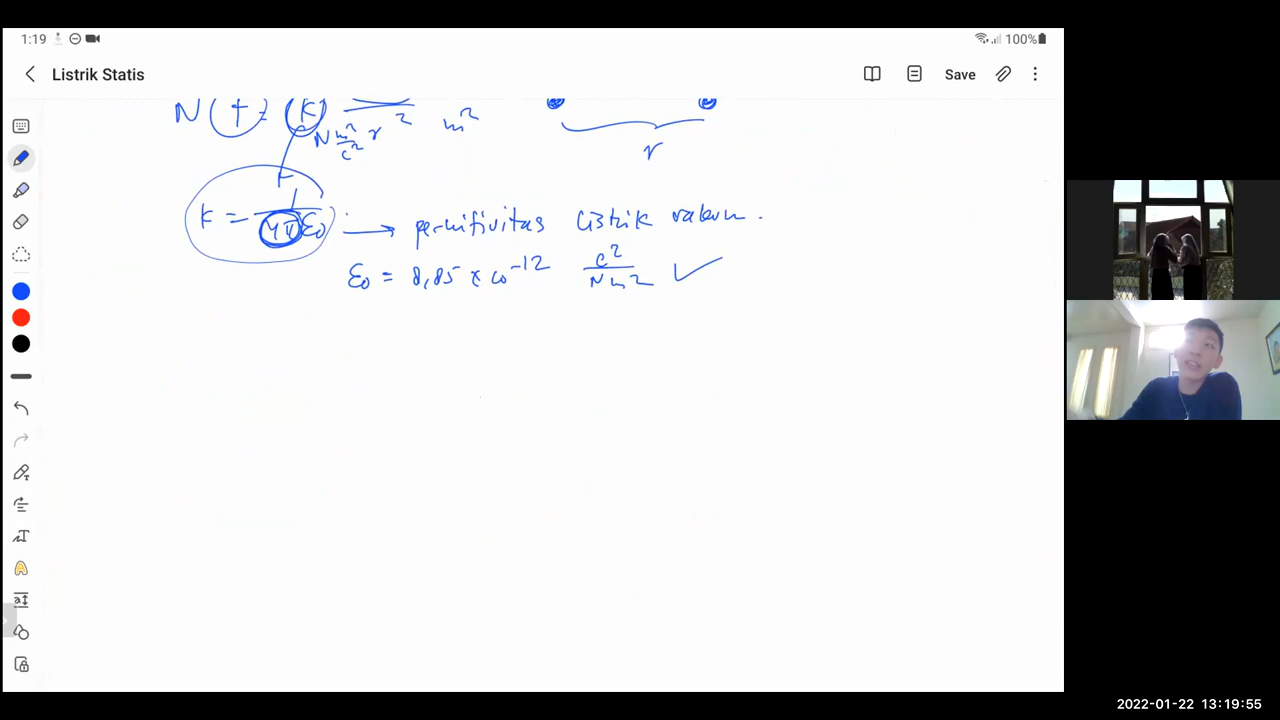 1:19 100%
Listrik Statis Save
N F = k r² m²
N m²/c²
r
k = 1/4πε₀ → permitivitas listrik vakum.
ε₀ = 8,85 x 10⁻¹² c²/Nm² ✓
2022-01-22 13:19:55